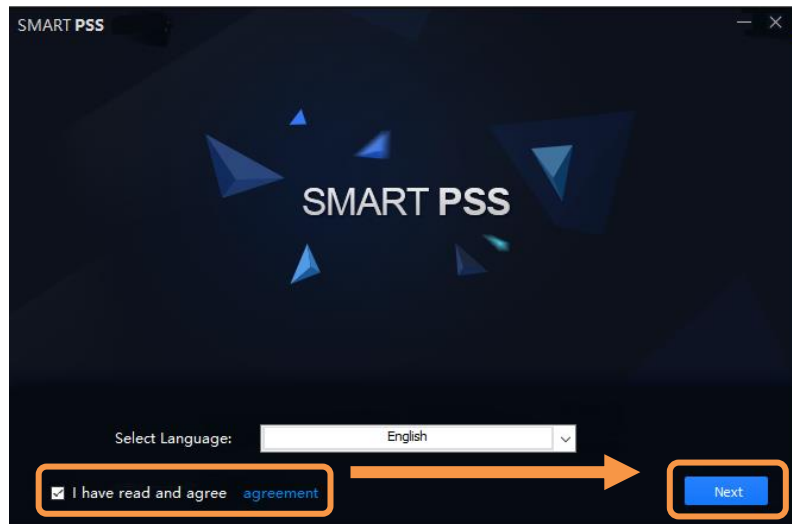 SMART PSS
SMART PSS
Select Language: English
I have read and agree agreement
Next